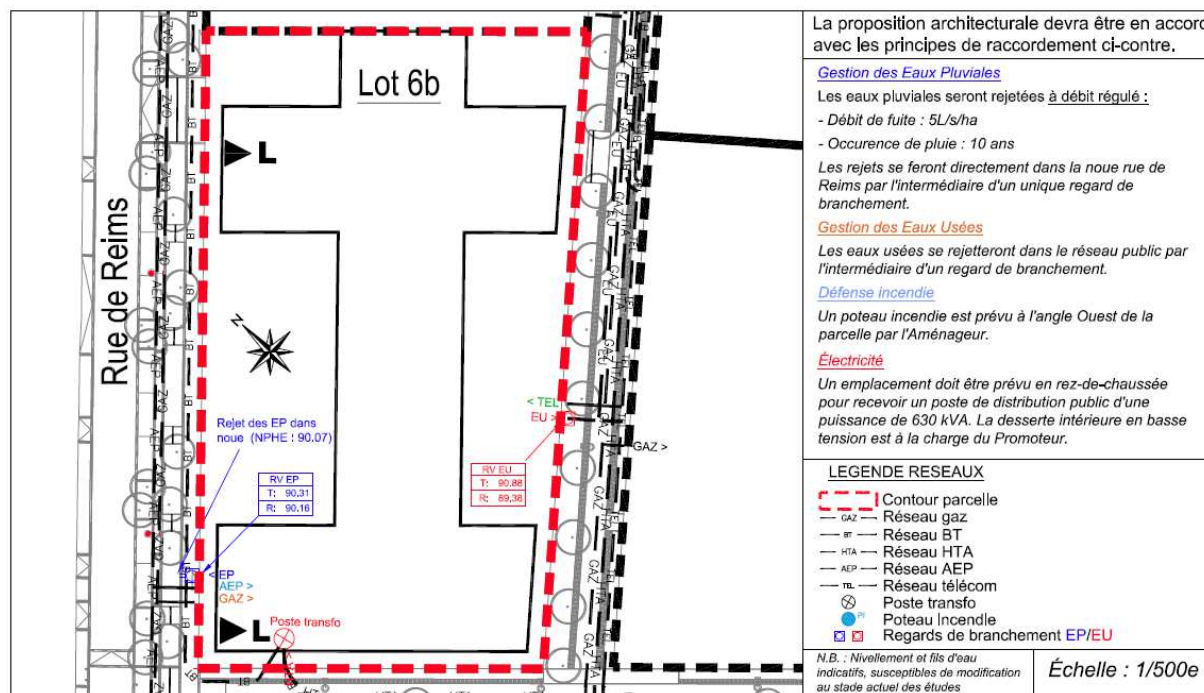 Lot 6b
L
Rue de Reims
N
Rejet des EP dans
noue (NPHE : 90.07)
RV EP
T: 90.31
R: 90.16
< TEL
EU >
RV EU
T: 90.88
R: 89,38
GAZ >
< EP
AEP >
GAZ >
L
Poste transfo
La proposition architecturale devra être en accord
avec les principes de raccordement ci-contre.
Gestion des Eaux Pluviales
Les eaux pluviales seront rejetées à débit régulé :
- Débit de fuite : 5L/s/ha
- Occurence de pluie : 10 ans
Les rejets se feront directement dans la noue rue de
Reims par l'intermédiaire d'un unique regard de
branchement.
Gestion des Eaux Usées
Les eaux usées se rejetteront dans le réseau public par
l'intermédiaire d'un regard de branchement.
Défense incendie
Un poteau incendie est prévu à l'angle Ouest de la
parcelle par l'Aménageur.
Électricité
Un emplacement doit être prévu en rez-de-chaussée
pour recevoir un poste de distribution public d'une
puissance de 630 kVA. La desserte intérieure en basse
tension est à la charge du Promoteur.
LEGENDE RESEAUX
Contour parcelle
GAZ Réseau gaz
BT Réseau BT
HTA Réseau HTA
AEP Réseau AEP
TEL Réseau télécom
Poste transfo
PI Poteau Incendie
Regards de branchement EP/EU
N.B. : Nivellement et fils d'eau
indicatifs, susceptibles de modification
au stade actuel des études
Échelle : 1/500e